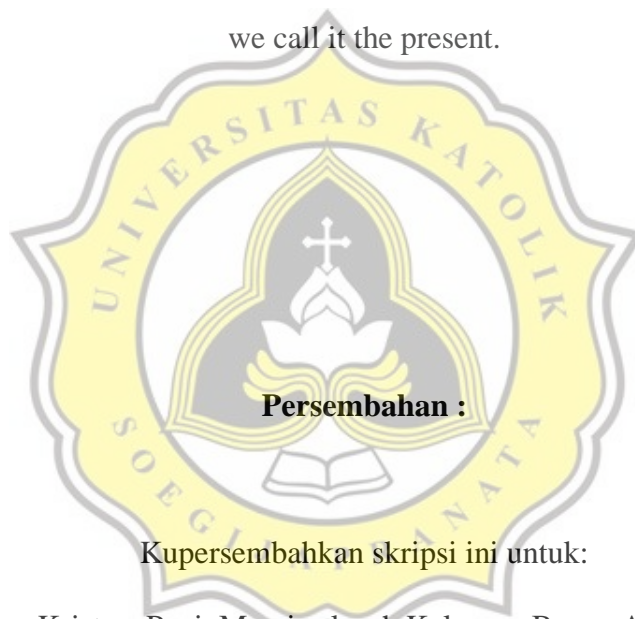 we call it the present.
UNIVERSITAS KATOLIK
Persembahan :
SOEGIJAPRANATA
Kupersembahkan skripsi ini untuk: